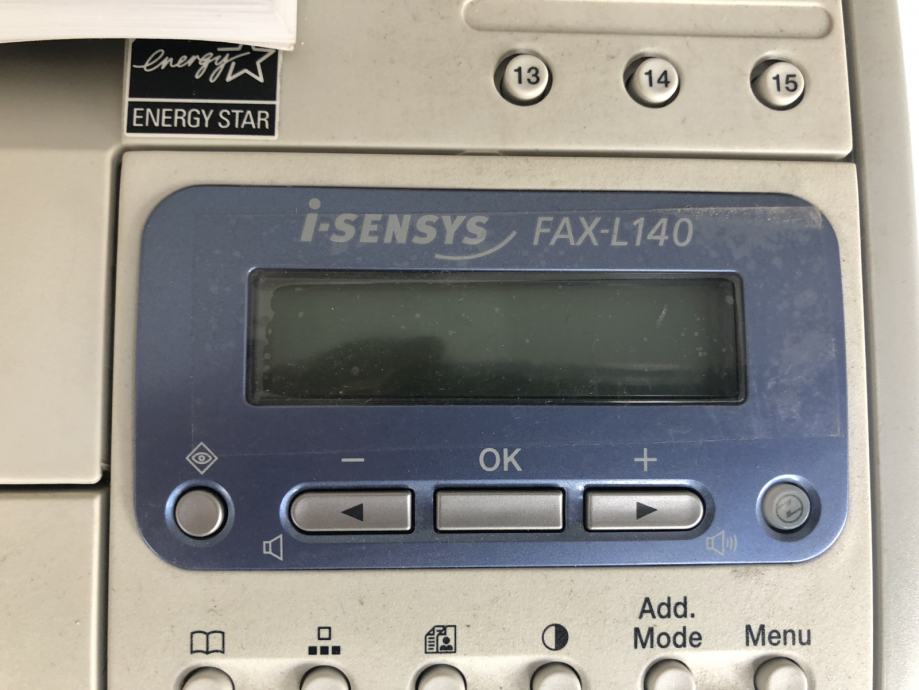 energy
ENERGY STAR
13 14 15
i-SENSYS FAX-L140
− OK +
Add.
Mode Menu